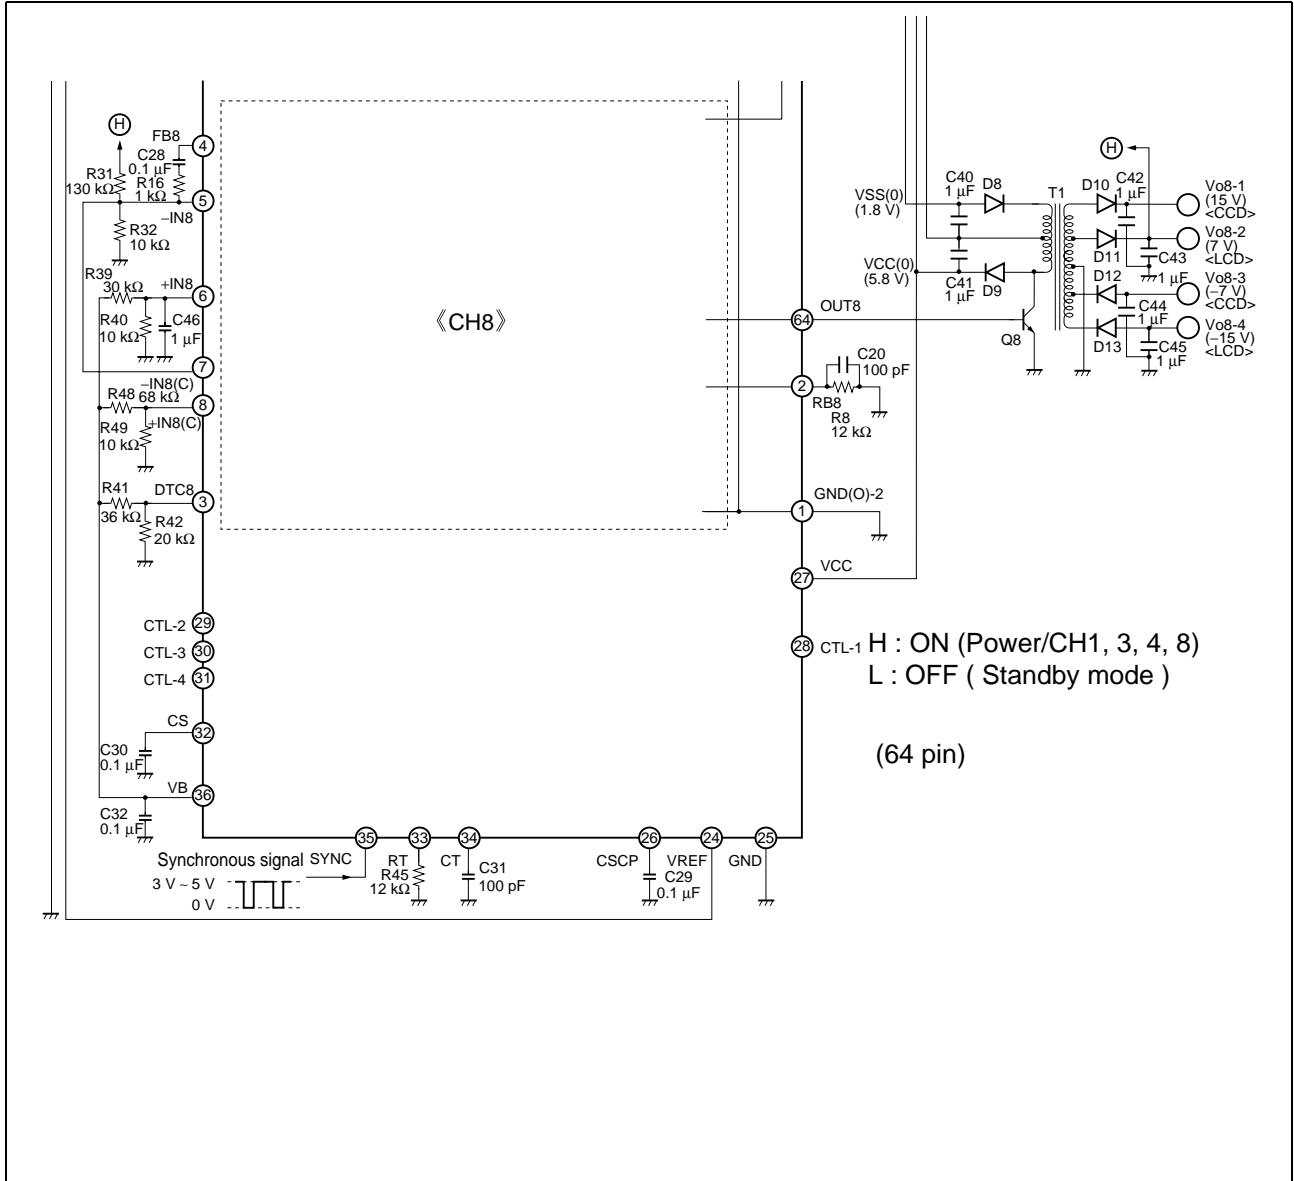 H
FB8
4
C28
0.1 μF
R31
130 kΩ
R16
1 kΩ
5
−IN8
R32
10 kΩ
R39
30 kΩ
+IN8
6
R40
10 kΩ
C46
1 μF
7
−IN8(C)
R48
68 kΩ
8
+IN8(C)
R49
10 kΩ
R41
36 kΩ
DTC8
3
R42
20 kΩ
CTL-2
29
CTL-3
30
CTL-4
31
CS
32
C30
0.1 μF
VB
36
C32
0.1 μF
《CH8》
VSS(0)
(1.8 V)
C40
1 μF
D8
T1
VCC(0)
(5.8 V)
C41
1 μF
D9
H
D10
C42
1 μF
Vo8-1
(15 V)
<CCD>
D11
C43
1 μF
Vo8-2
(7 V)
<LCD>
D12
C44
1 μF
Vo8-3
(−7 V)
<CCD>
D13
C45
1 μF
Vo8-4
(−15 V)
<LCD>
64
OUT8
Q8
C20
100 pF
2
RB8
R8
12 kΩ
GND(O)-2
1
VCC
27
28
CTL-1
H : ON (Power/CH1, 3, 4, 8)
L : OFF ( Standby mode )
(64 pin)
35
33
34
26
24
25
Synchronous signal
SYNC
3 V ~ 5 V
0 V
RT
R45
12 kΩ
CT
C31
100 pF
CSCP
C29
0.1 μF
VREF
GND